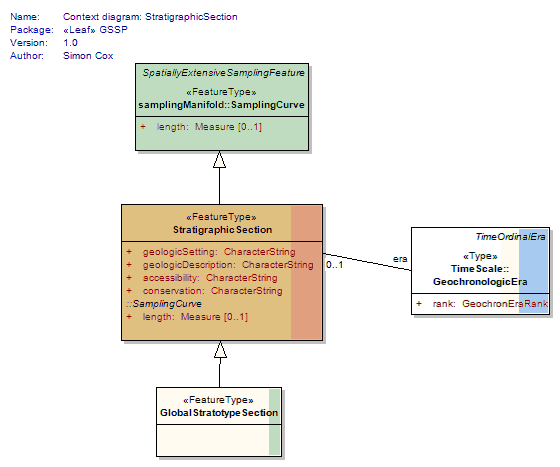 Name: Context diagram: StratigraphicSection
Package: «Leaf» GSSP
Version: 1.0
Author: Simon Cox
SpatiallyExtensiveSamplingFeature
«FeatureType»
samplingManifold::SamplingCurve
+ length: Measure [0..1]
«FeatureType»
StratigraphicSection
+ geologicSetting: CharacterString
+ geologicDescription: CharacterString
+ accessibility: CharacterString
+ conservation: CharacterString
::SamplingCurve
+ length: Measure [0..1]
era
0..1
TimeOrdinalEra
«Type»
TimeScale::
GeochronologicEra
+ rank: GeochronEraRank
«FeatureType»
GlobalStratotypeSection